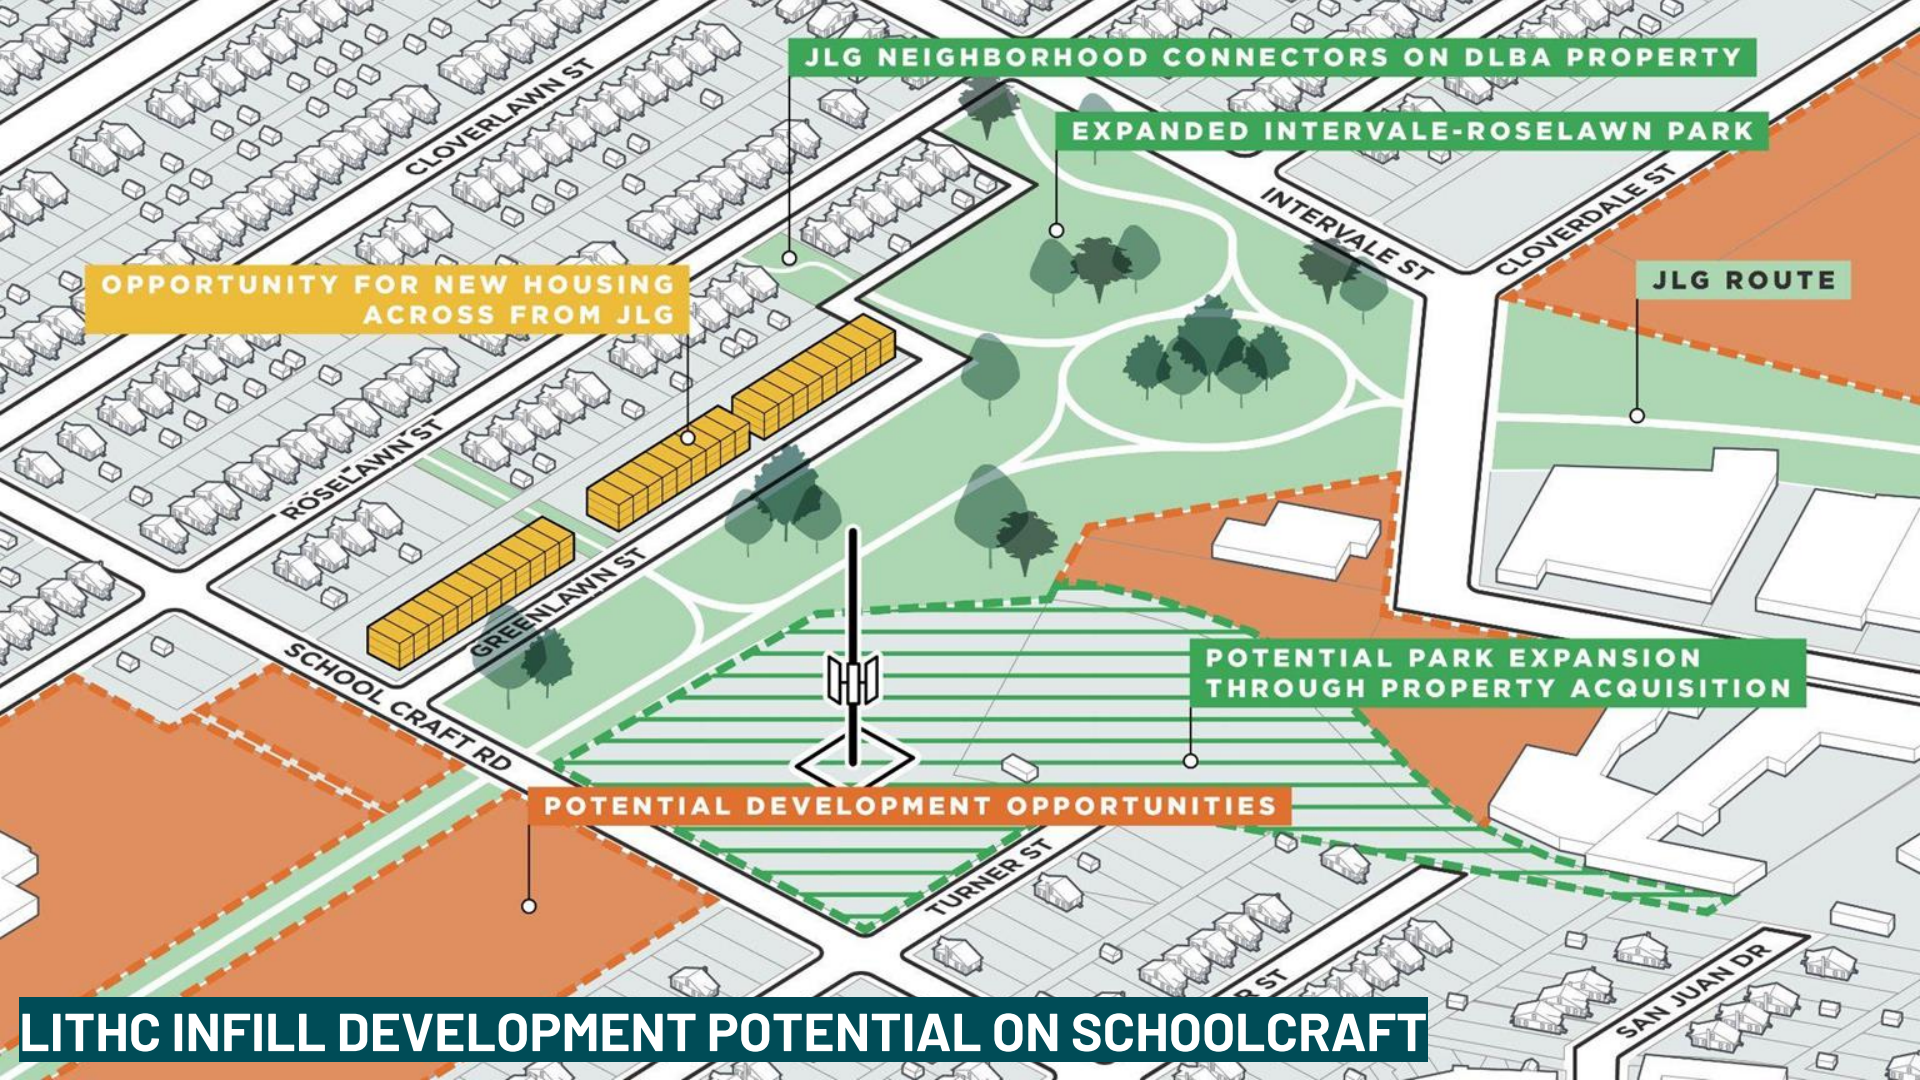 CLOVERLAWN ST
JLG NEIGHBORHOOD CONNECTORS ON DLBA PROPERTY
EXPANDED INTERVALE-ROSELAWN PARK
INTERVALE ST
CLOVERDALE ST
OPPORTUNITY FOR NEW HOUSING
ACROSS FROM JLG
JLG ROUTE
ROSELAWN ST
GREENLAWN ST
SCHOOL CRAFT RD
POTENTIAL PARK EXPANSION
THROUGH PROPERTY ACQUISITION
POTENTIAL DEVELOPMENT OPPORTUNITIES
TURNER ST
R ST
SAN JUAN DR
LITHC INFILL DEVELOPMENT POTENTIAL ON SCHOOLCRAFT